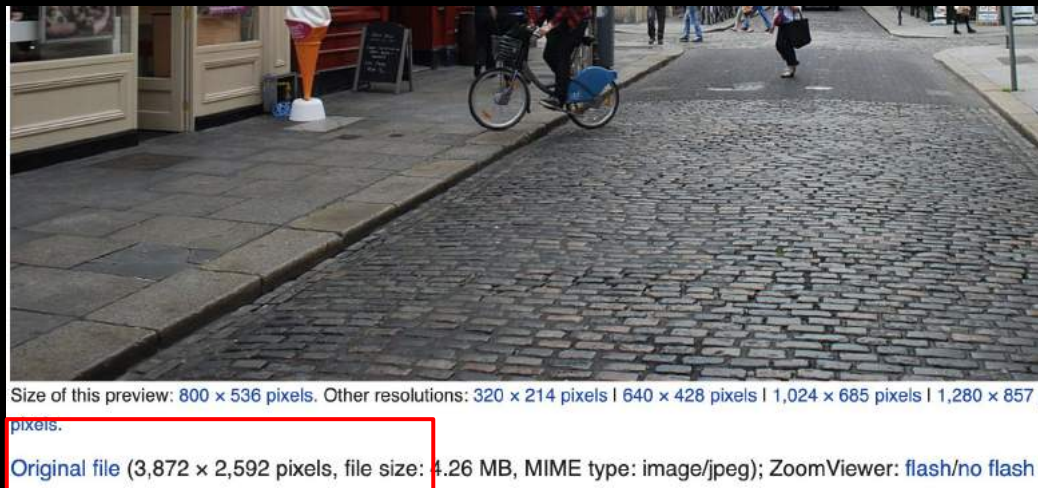 Size of this preview: 800 × 536 pixels. Other resolutions: 320 × 214 pixels | 640 × 428 pixels | 1,024 × 685 pixels | 1,280 × 857
pixels.
Original file (3,872 × 2,592 pixels, file size: 4.26 MB, MIME type: image/jpeg); ZoomViewer: flash/no flash